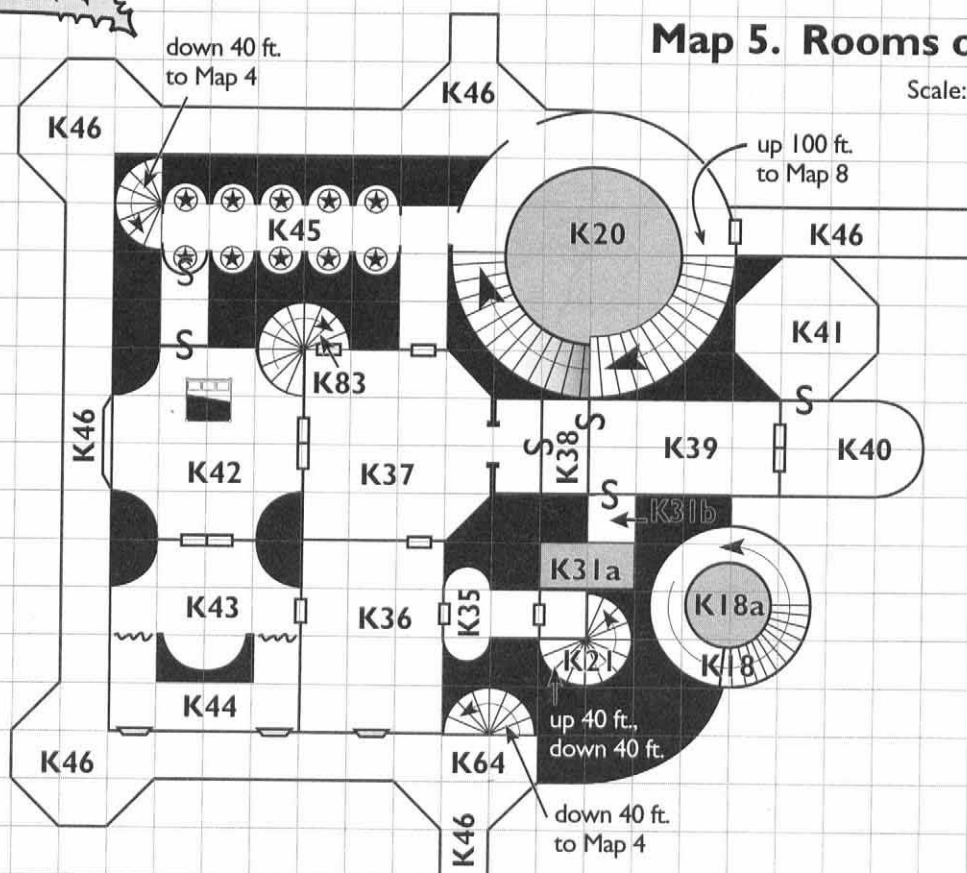 Map 5. Rooms o
Scale:
down 40 ft.
to Map 4
K46
K46
up 100 ft.
to Map 8
K20
K46
K45
S
S
K83
K41
S
K46
K42
K37
S
K38
S
K39
K40
S
K31b
K31a
K43
K36
K35
K21
K18a
K18
K44
up 40 ft.,
down 40 ft.
K46
K64
down 40 ft.
to Map 4
K46